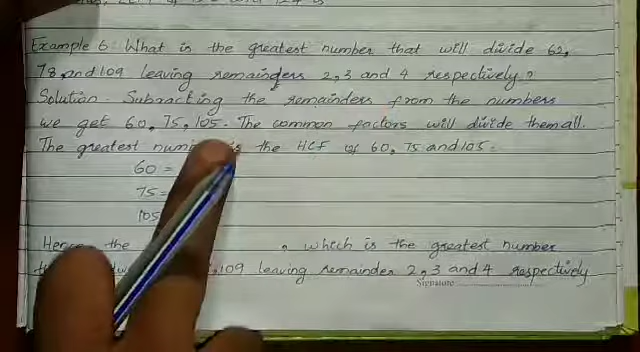 Example 6: What is the greatest number that will divide 62,
78, and 109 leaving remainders 2, 3 and 4 respectively?
Solution - Subracting the remainders from the numbers
we get 60, 75, 105. The common factors will divide them all.
The greatest is the HCF of 60, 75 and 105.
60 =
75 =
105
Hence the , which is the greatest number
,109 leaving remainder 2, 3 and 4 respectively
Signature